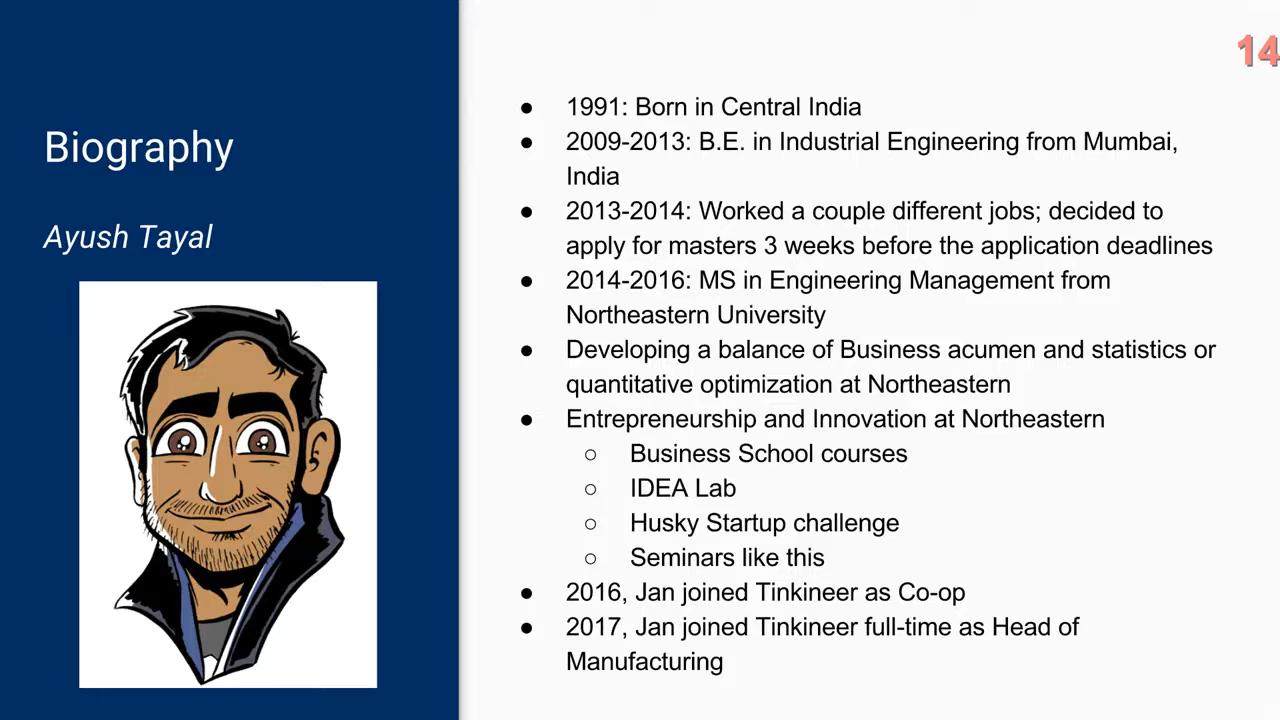 Biography
Ayush Tayal
14
● 1991: Born in Central India
● 2009-2013: B.E. in Industrial Engineering from Mumbai,
India
● 2013-2014: Worked a couple different jobs; decided to
apply for masters 3 weeks before the application deadlines
● 2014-2016: MS in Engineering Management from
Northeastern University
● Developing a balance of Business acumen and statistics or
quantitative optimization at Northeastern
● Entrepreneurship and Innovation at Northeastern
○ Business School courses
○ IDEA Lab
○ Husky Startup challenge
○ Seminars like this
● 2016, Jan joined Tinkineer as Co-op
● 2017, Jan joined Tinkineer full-time as Head of
Manufacturing